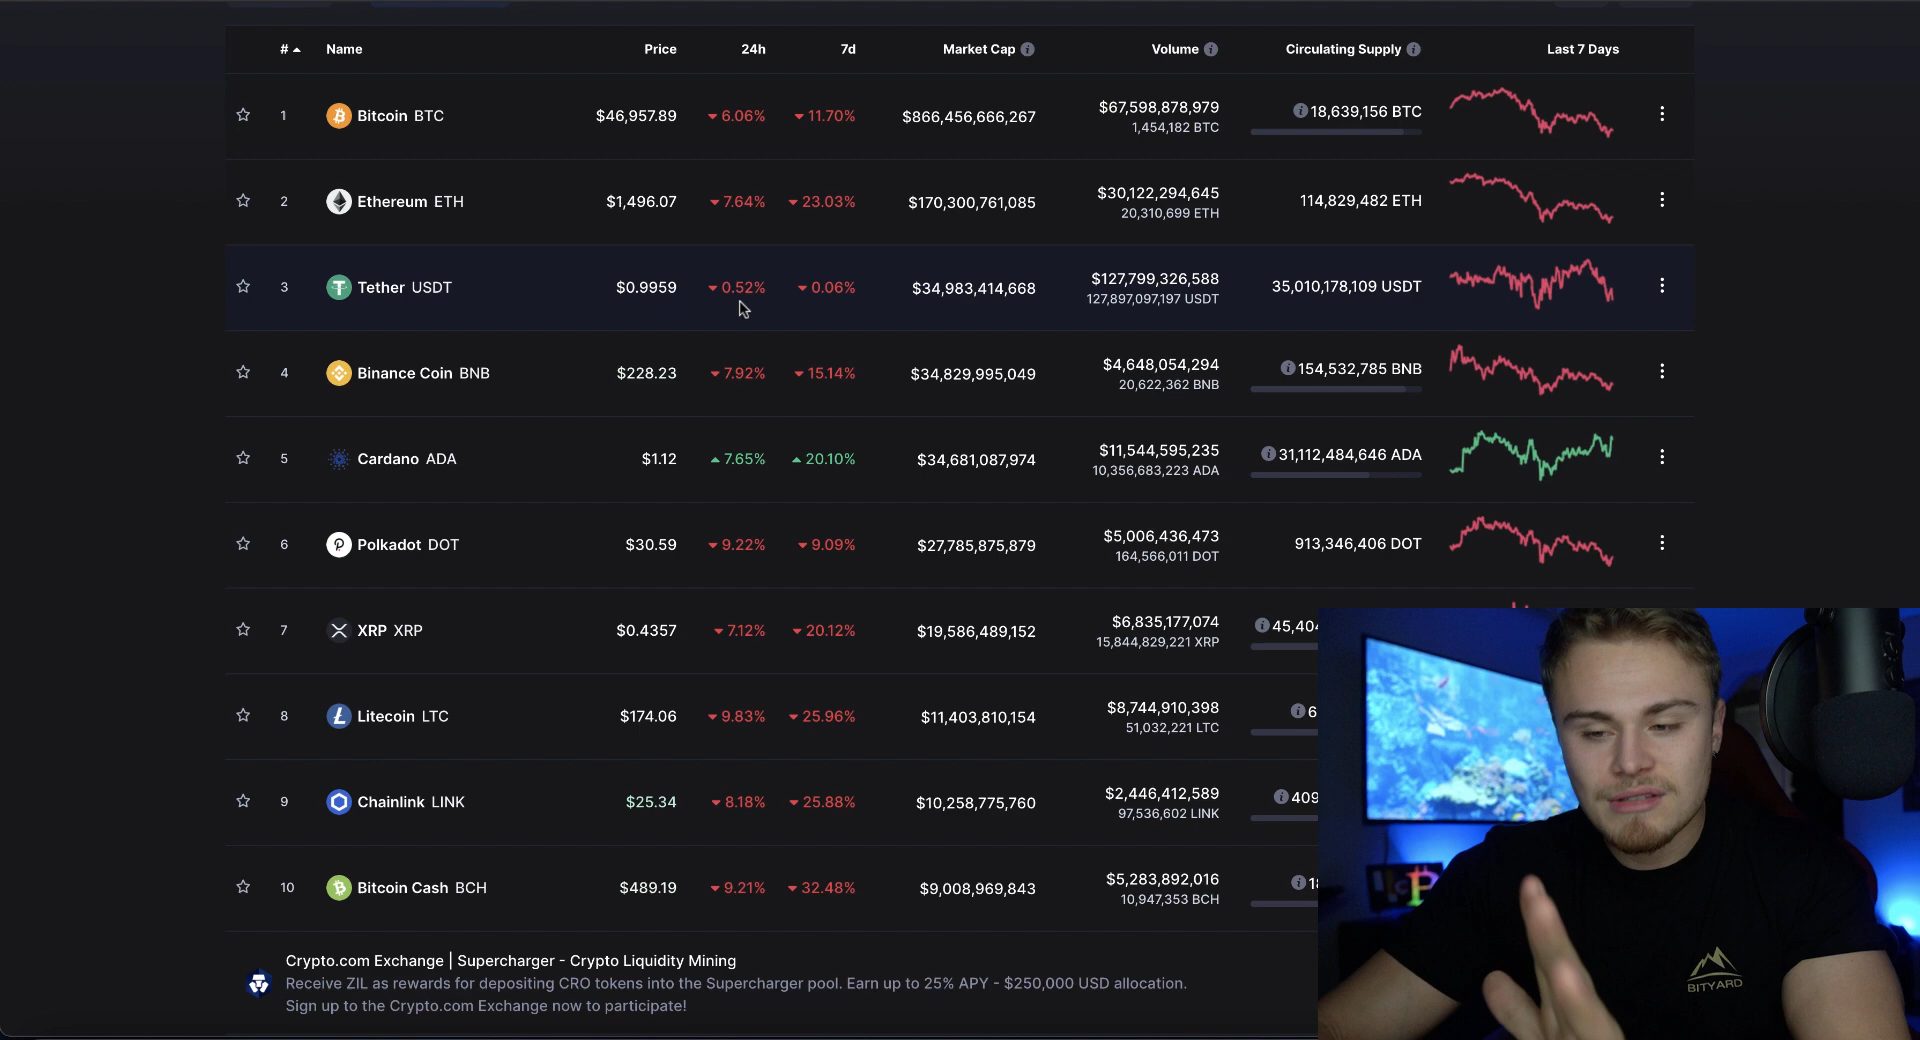 # Name Price 24h 7d Market Cap Volume Circulating Supply Last 7 Days
1 Bitcoin BTC $46,957.89 6.06% 11.70% $866,456,666,267 $67,598,878,979 18,639,156 BTC
1,454,182 BTC
2 Ethereum ETH $1,496.07 7.64% 23.03% $170,300,761,085 $30,122,294,645 114,829,482 ETH
20,310,699 ETH
3 Tether USDT $0.9959 0.52% 0.06% $34,983,414,668 $127,799,326,588 35,010,178,109 USDT
127,897,097,197 USDT
4 Binance Coin BNB $228.23 7.92% 15.14% $34,829,995,049 $4,648,054,294 154,532,785 BNB
20,622,362 BNB
5 Cardano ADA $1.12 7.65% 20.10% $34,681,087,974 $11,544,595,235 31,112,484,646 ADA
10,356,683,223 ADA
6 Polkadot DOT $30.59 9.22% 9.09% $27,785,875,879 $5,006,436,473 913,346,406 DOT
164,566,011 DOT
7 XRP XRP $0.4357 7.12% 20.12% $19,586,489,152 $6,835,177,074 45,404
15,844,829,221 XRP
8 Litecoin LTC $174.06 9.83% 25.96% $11,403,810,154 $8,744,910,398 6
51,032,221 LTC
9 Chainlink LINK $25.34 8.18% 25.88% $10,258,775,760 $2,446,412,589 409
97,536,602 LINK
10 Bitcoin Cash BCH $489.19 9.21% 32.48% $9,008,969,843 $5,283,892,016 18
10,947,353 BCH
Crypto.com Exchange | Supercharger - Crypto Liquidity Mining
Receive ZIL as rewards for depositing CRO tokens into the Supercharger pool. Earn up to 25% APY - $250,000 USD allocation.
Sign up to the Crypto.com Exchange now to participate!
BITYARD